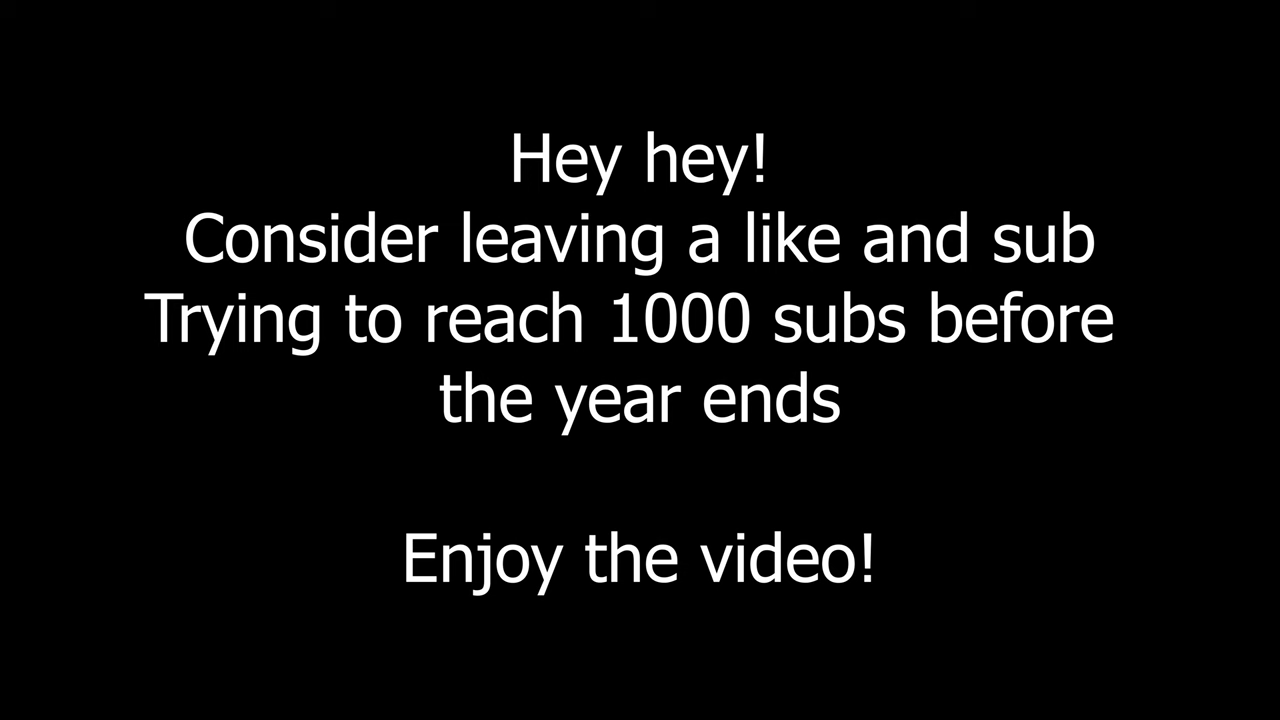 Hey hey!
Consider leaving a like and sub
Trying to reach 1000 subs before
the year ends
Enjoy the video!